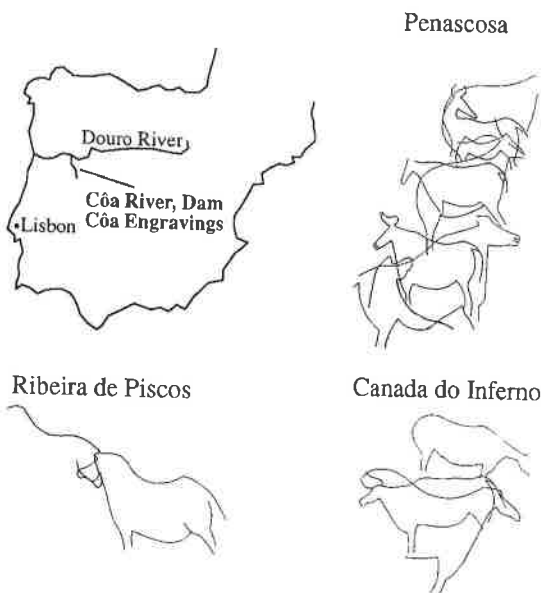 Penascosa
Douro River
Côa River, Dam
Côa Engravings
•Lisbon
Ribeira de Piscos
Canada do Inferno